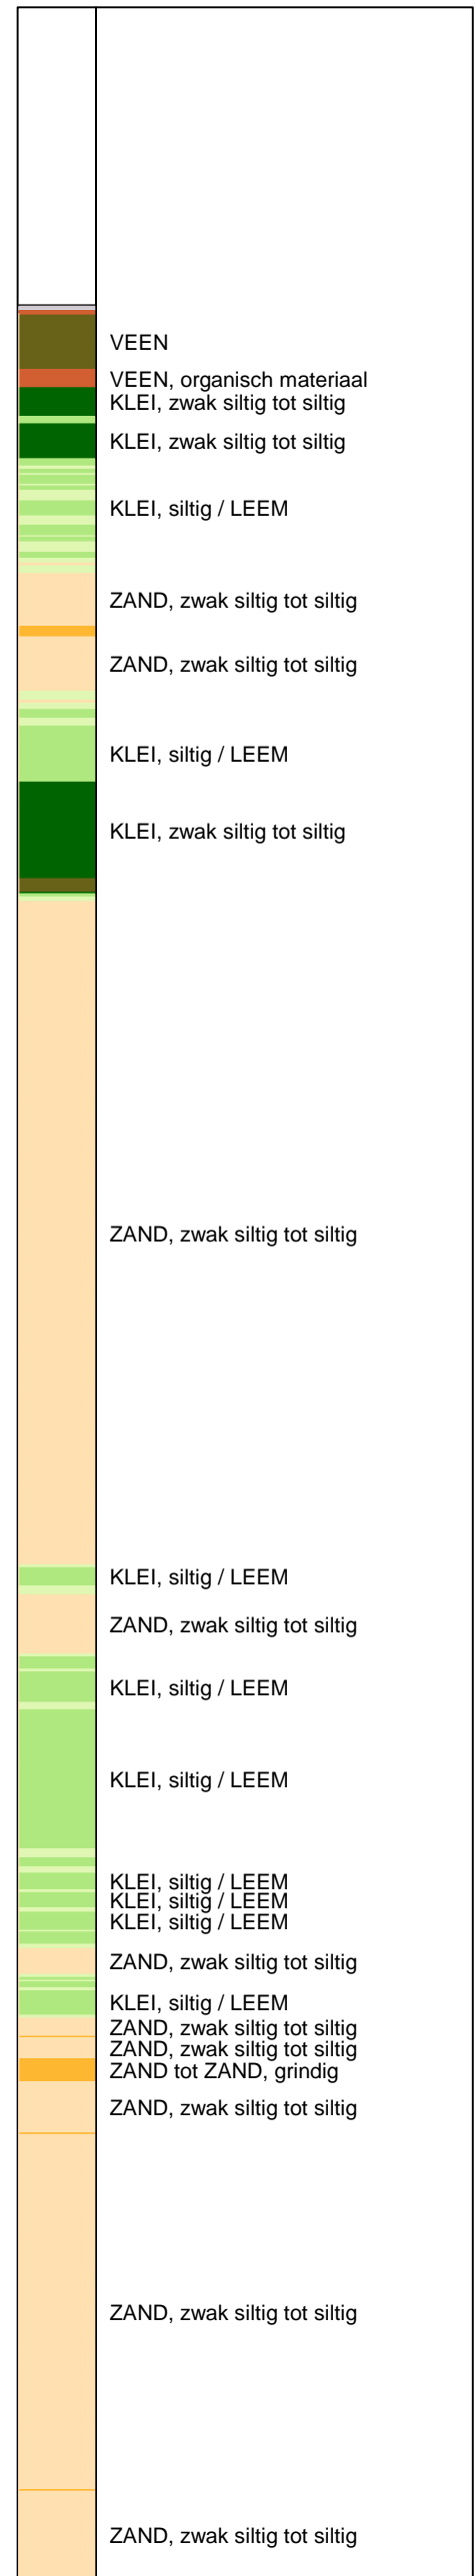 VEEN
VEEN, organisch materiaal
KLEI, zwak siltig tot siltig
KLEI, zwak siltig tot siltig
KLEI, siltig / LEEM
ZAND, zwak siltig tot siltig
ZAND, zwak siltig tot siltig
KLEI, siltig / LEEM
KLEI, zwak siltig tot siltig
ZAND, zwak siltig tot siltig
KLEI, siltig / LEEM
ZAND, zwak siltig tot siltig
KLEI, siltig / LEEM
KLEI, siltig / LEEM
KLEI, siltig / LEEM
KLEI, siltig / LEEM
KLEI, siltig / LEEM
ZAND, zwak siltig tot siltig
KLEI, siltig / LEEM
ZAND, zwak siltig tot siltig
ZAND, zwak siltig tot siltig
ZAND tot ZAND, grindig
ZAND, zwak siltig tot siltig
ZAND, zwak siltig tot siltig
ZAND, zwak siltig tot siltig